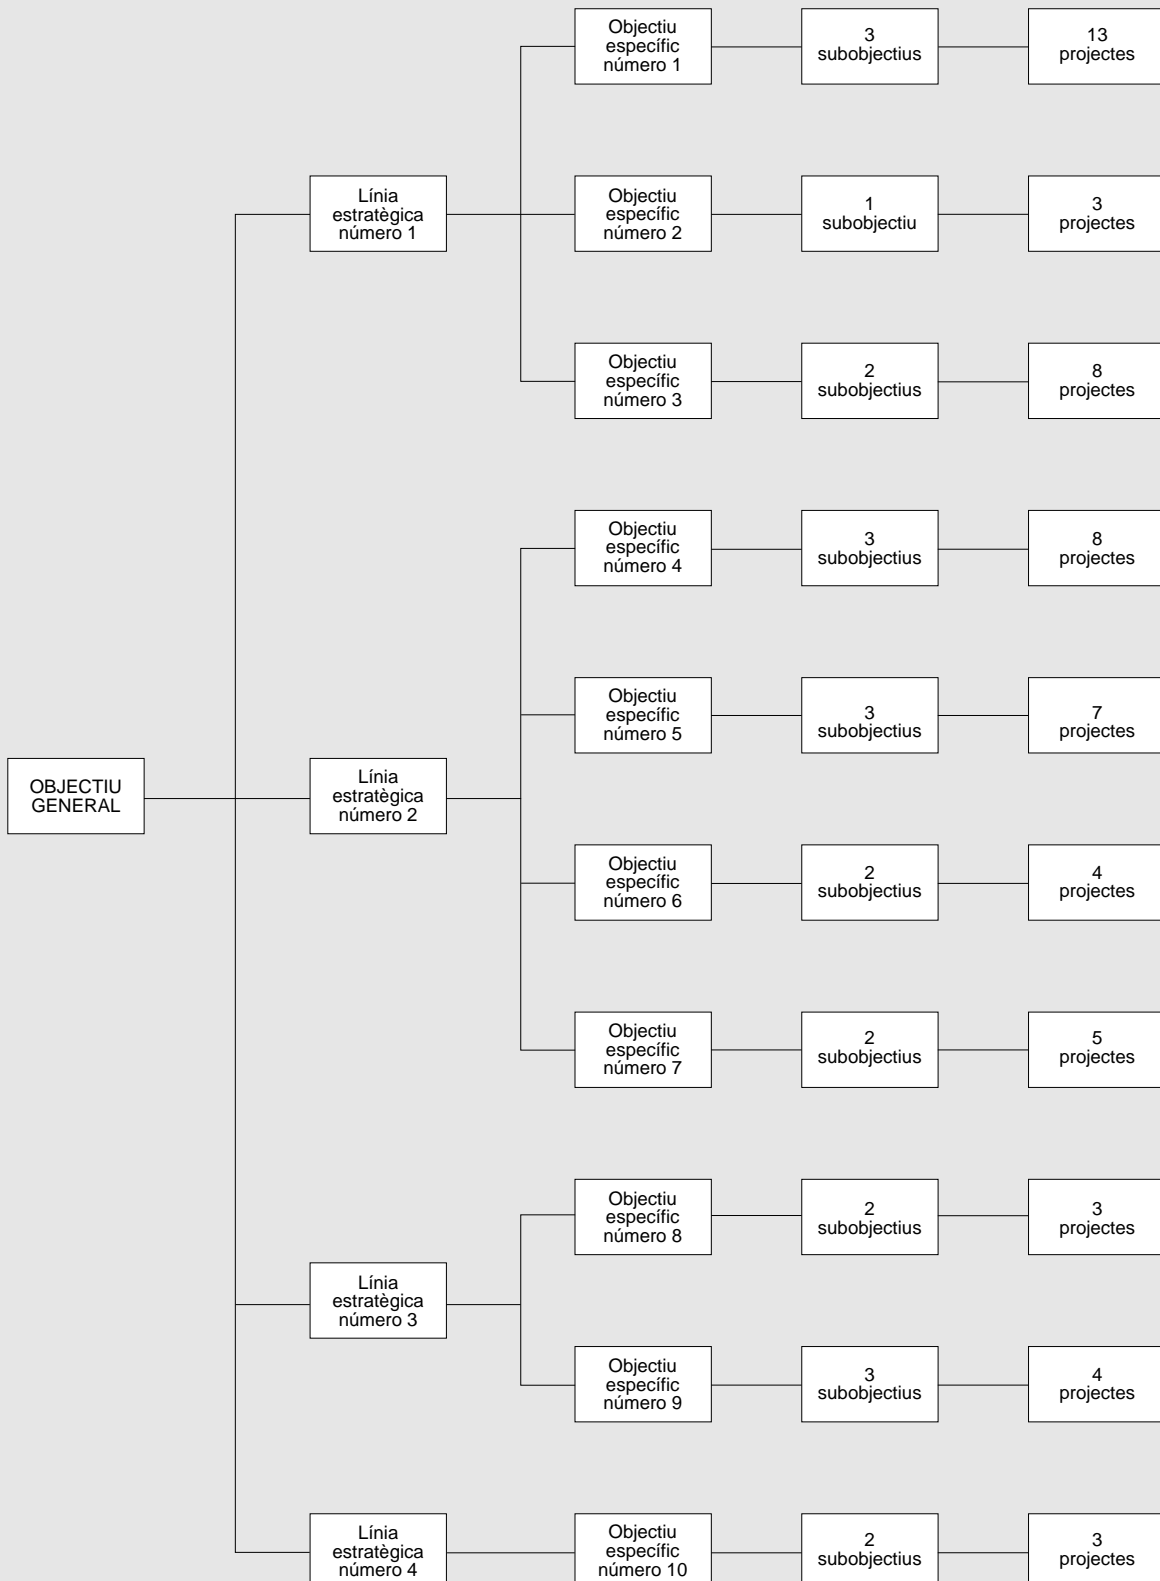 Objectiu
específic
número 1
3
subobjectius
13
projectes
Línia
estratègica
número 1
Objectiu
específic
número 2
1
subobjectiu
3
projectes
Objectiu
específic
número 3
2
subobjectius
8
projectes
Objectiu
específic
número 4
3
subobjectius
8
projectes
Objectiu
específic
número 5
3
subobjectius
7
projectes
OBJECTIU
GENERAL
Línia
estratègica
número 2
Objectiu
específic
número 6
2
subobjectius
4
projectes
Objectiu
específic
número 7
2
subobjectius
5
projectes
Objectiu
específic
número 8
2
subobjectius
3
projectes
Línia
estratègica
número 3
Objectiu
específic
número 9
3
subobjectius
4
projectes
Línia
estratègica
número 4
Objectiu
específic
número 10
2
subobjectius
3
projectes